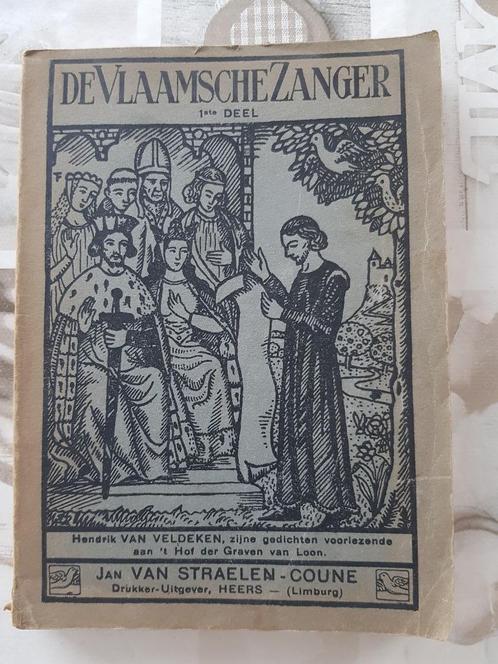 DE VLAAMSCHE ZANGER
1ste DEEL
Hendrik VAN VELDEKEN, zijne gedichten voorlezende
aan 't Hof der Graven van Loon.
JAN VAN STRAELEN-COUNE
Drukker-Uitgever, HEERS — (Limburg)